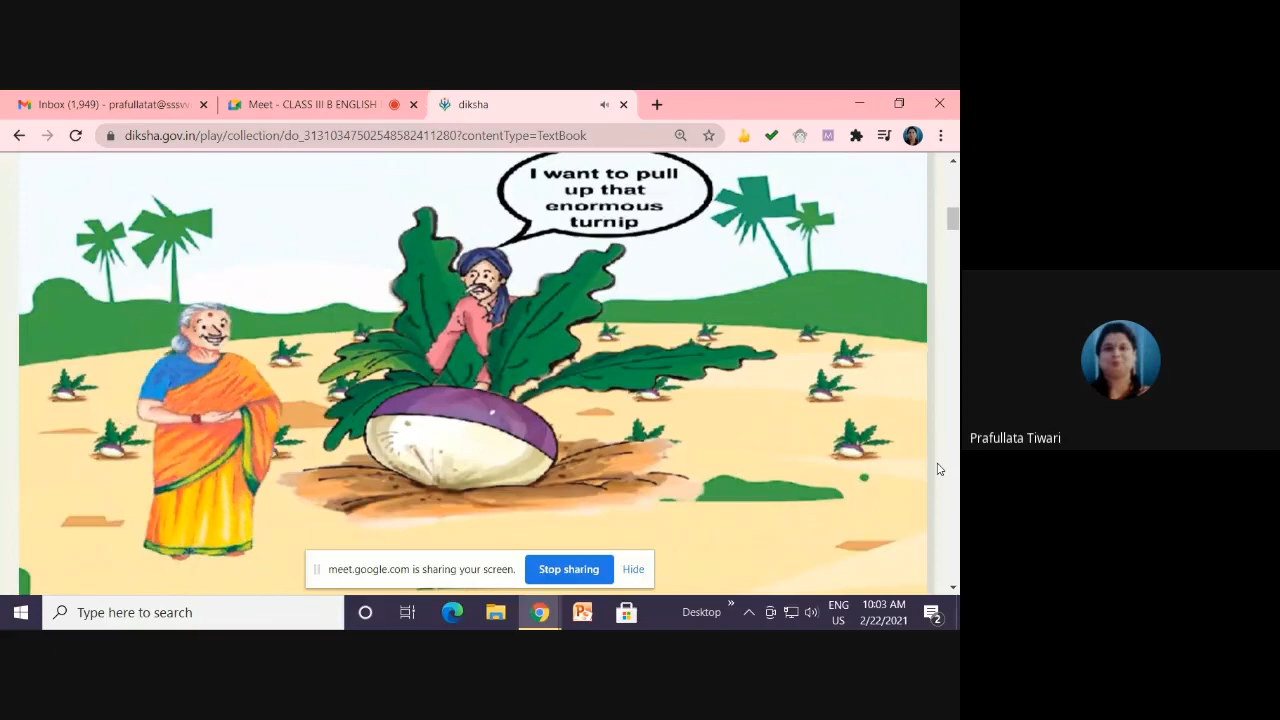 Inbox (1,949) - prafullatat@sssv
Meet - CLASS III B ENGLISH
diksha
diksha.gov.in/play/collection/do_31310347502548582411280?contentType=TextBook
M
I want to pull
up that
enormous
turnip
Prafullata Tiwari
meet.google.com is sharing your screen.
Stop sharing
Hide
Type here to search
Desktop
ENG
US
10:03 AM
2/22/2021
2